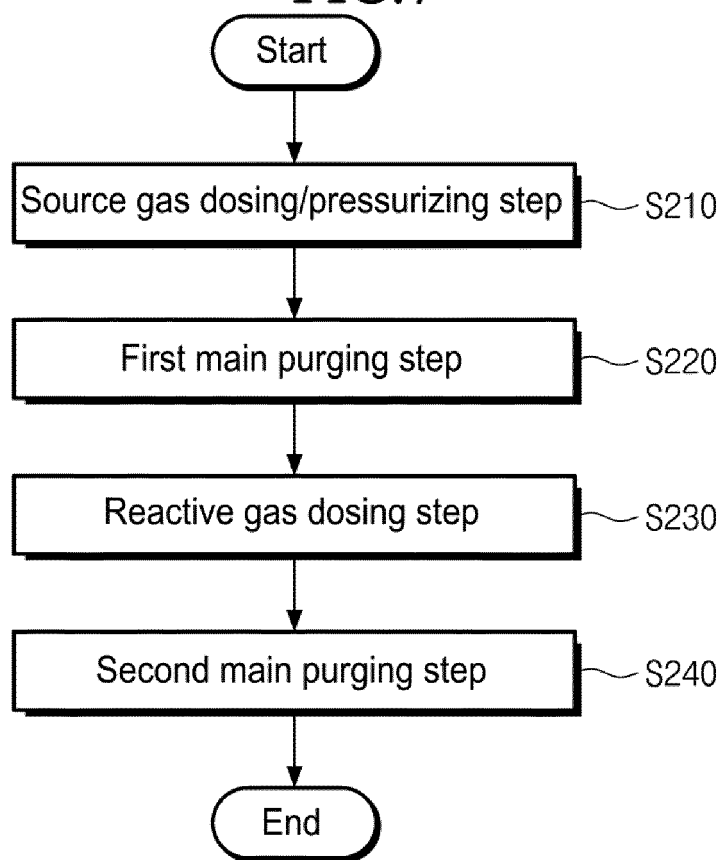 Start
Source gas dosing/pressurizing step
S210
First main purging step
S220
Reactive gas dosing step
S230
Second main purging step
S240
End